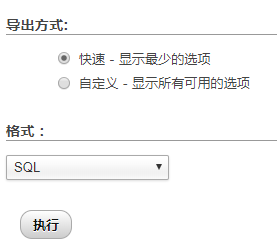 导出方式:
快速 - 显示最少的选项
自定义 - 显示所有可用的选项
格式：
SQL
执行